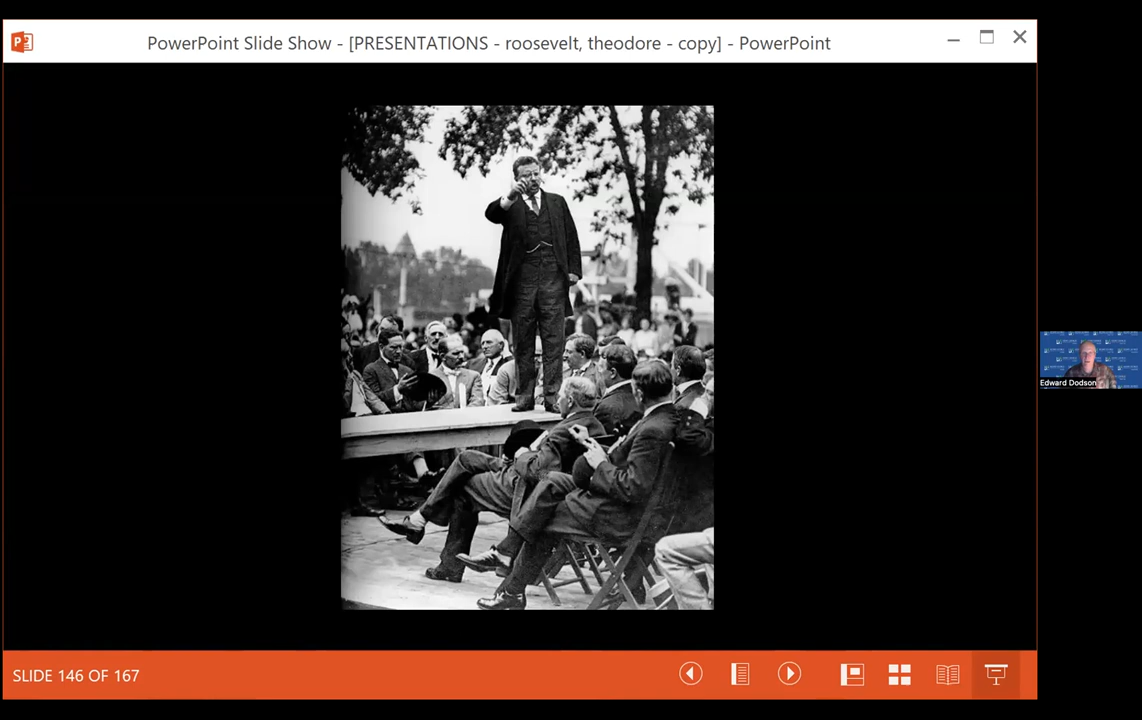 PowerPoint Slide Show - [PRESENTATIONS - roosevelt, theodore - copy] - PowerPoint
Edward Dodson
SLIDE 146 OF 167